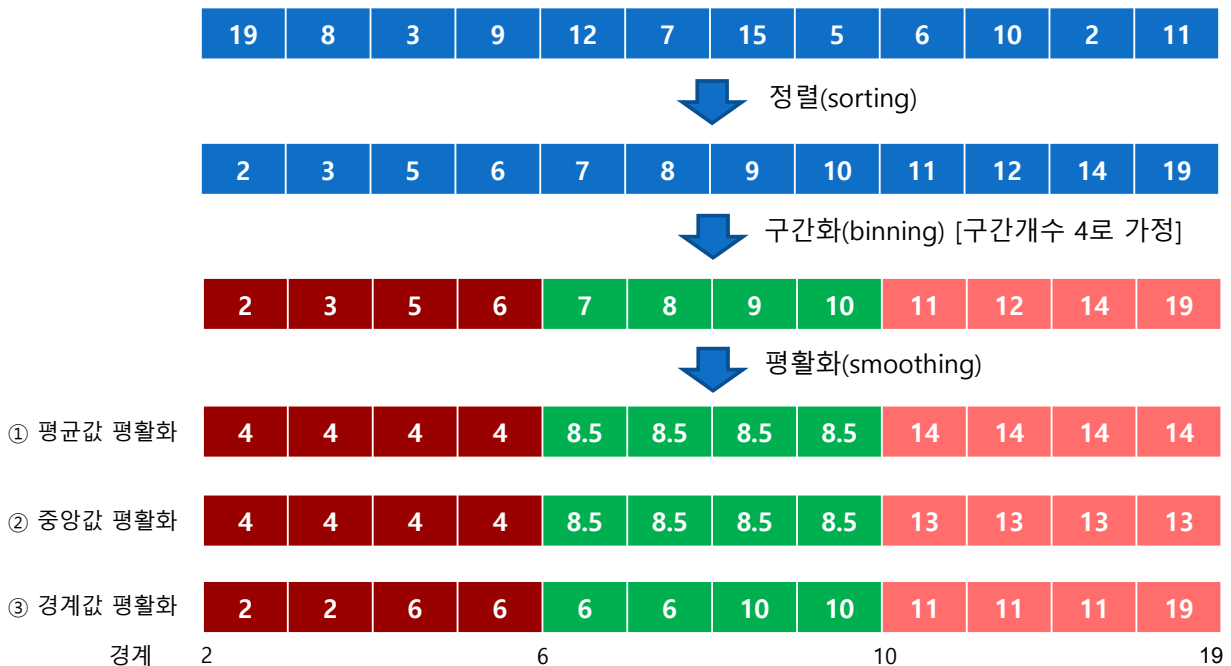 19 8 3 9 12 7 15 5 6 10 2 11
정렬(sorting)
2 3 5 6 7 8 9 10 11 12 14 19
구간화(binning) [구간개수 4로 가정]
2 3 5 6 7 8 9 10 11 12 14 19
평활화(smoothing)
① 평균값 평활화 4 4 4 4 8.5 8.5 8.5 8.5 14 14 14 14
② 중앙값 평활화 4 4 4 4 8.5 8.5 8.5 8.5 13 13 13 13
③ 경계값 평활화 2 2 6 6 6 6 10 10 11 11 11 19
경계 2 6 10 19